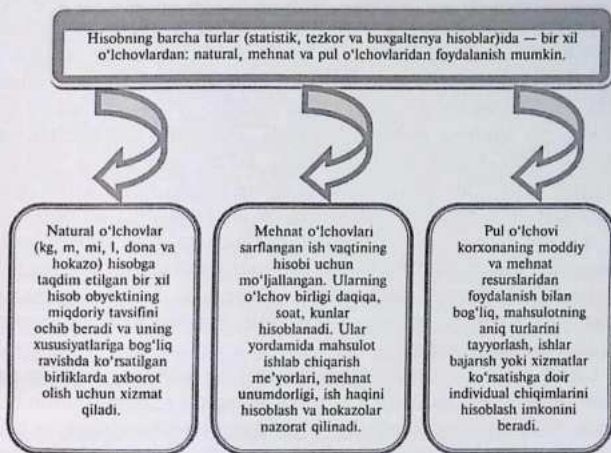 Hisobning barcha turlar (statistik, tezkor va buxgalteriya hisoblar)ida — bir xil
o‘lchovlardan: natural, mehnat va pul o‘lchovlaridan foydalanish mumkin.
Natural o‘lchovlar
(kg, m, mi, l, dona va
hokazo) hisobga
taqdim etilgan bir xil
hisob obyektining
miqdoriy tavsifini
ochib beradi va uning
xususiyatlariga bog‘liq
ravishda ko‘rsatilgan
birliklarda axborot
olish uchun xizmat
qiladi.
Mehnat o‘lchovlari
sarflangan ish vaqtining
hisobi uchun
mo‘ljallangan. Ularning
o‘lchov birligi daqiqa,
soat, kunlar
hisoblanadi. Ular
yordamida mahsulot
ishlab chiqarish
me’yorlari, mehnat
unumdorligi, ish haqini
hisoblash va hokazolar
nazorat qilinadi.
Pul o‘lchovi
korxonaning moddiy
va mehnat
resurslaridan
foydalanish bilan
bog‘liq, mahsulotning
aniq turlarini
tayyorlash, ishlar
bajarish yoki xizmatlar
ko‘rsatishga doir
individual chiqimlarini
hisoblash imkonini
beradi.